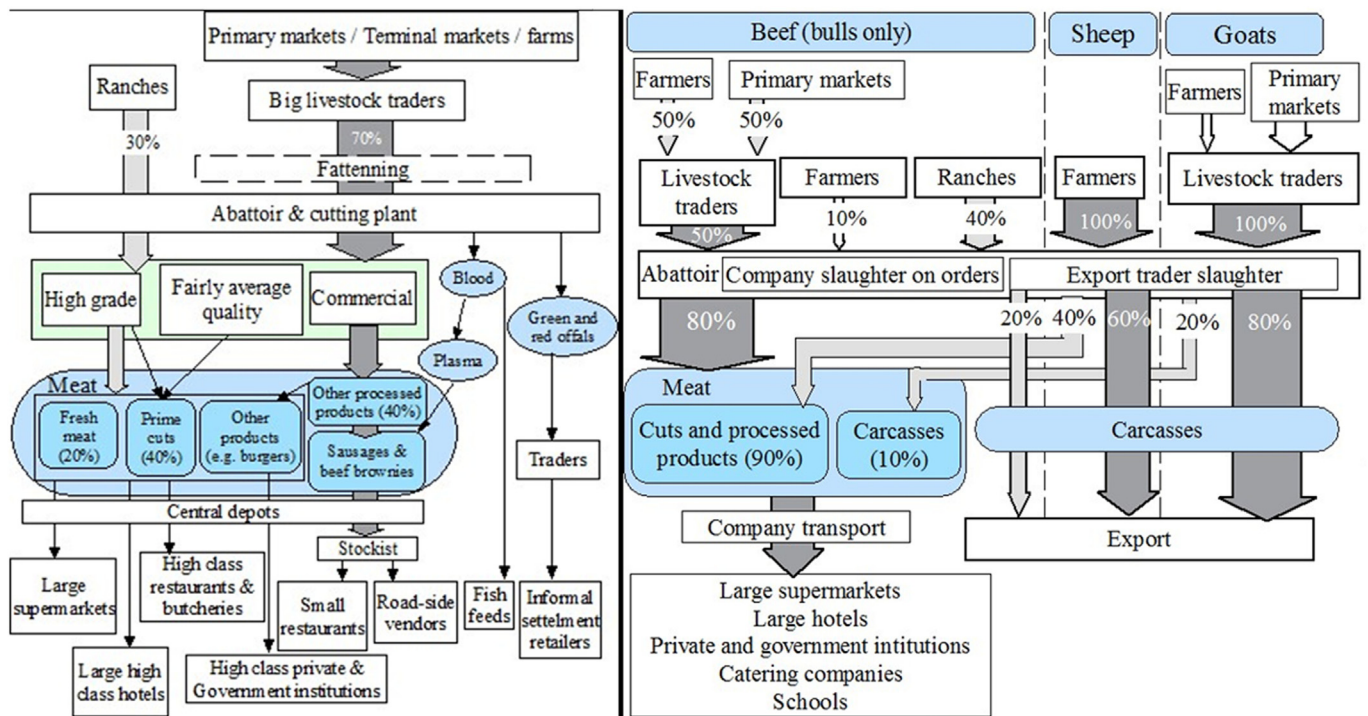 Primary markets / Terminal markets / farms
Ranches
Big livestock traders
30%
70%
Fattenning
Abattoir & cutting plant
High grade
Fairly average
quality
Commercial
Blood
Green and
red offals
Plasma
Meat
Fresh
meat
(20%)
Prime
cuts
(40%)
Other
products
(e.g. burgers)
Other processed
products (40%)
Sausages &
beef brownies
Traders
Central depots
Stockist
Large
supermarkets
High class
restaurants &
butcheries
Small
restaurants
Road-side
vendors
Fish
feeds
Informal
settelment
retailers
Large high
class hotels
High class private &
Government institutions
Beef (bulls only)
Sheep
Goats
Farmers
Primary markets
50%
50%
Farmers
Primary
markets
Livestock
traders
Farmers
Ranches
Farmers
Livestock traders
50%
10%
40%
100%
100%
Abattoir
Company slaughter on orders
Export trader slaughter
80%
20%
40%
60%
20%
80%
Meat
Cuts and processed
products (90%)
Carcasses
(10%)
Carcasses
Company transport
Export
Large supermarkets
Large hotels
Private and government intitutions
Catering companies
Schools